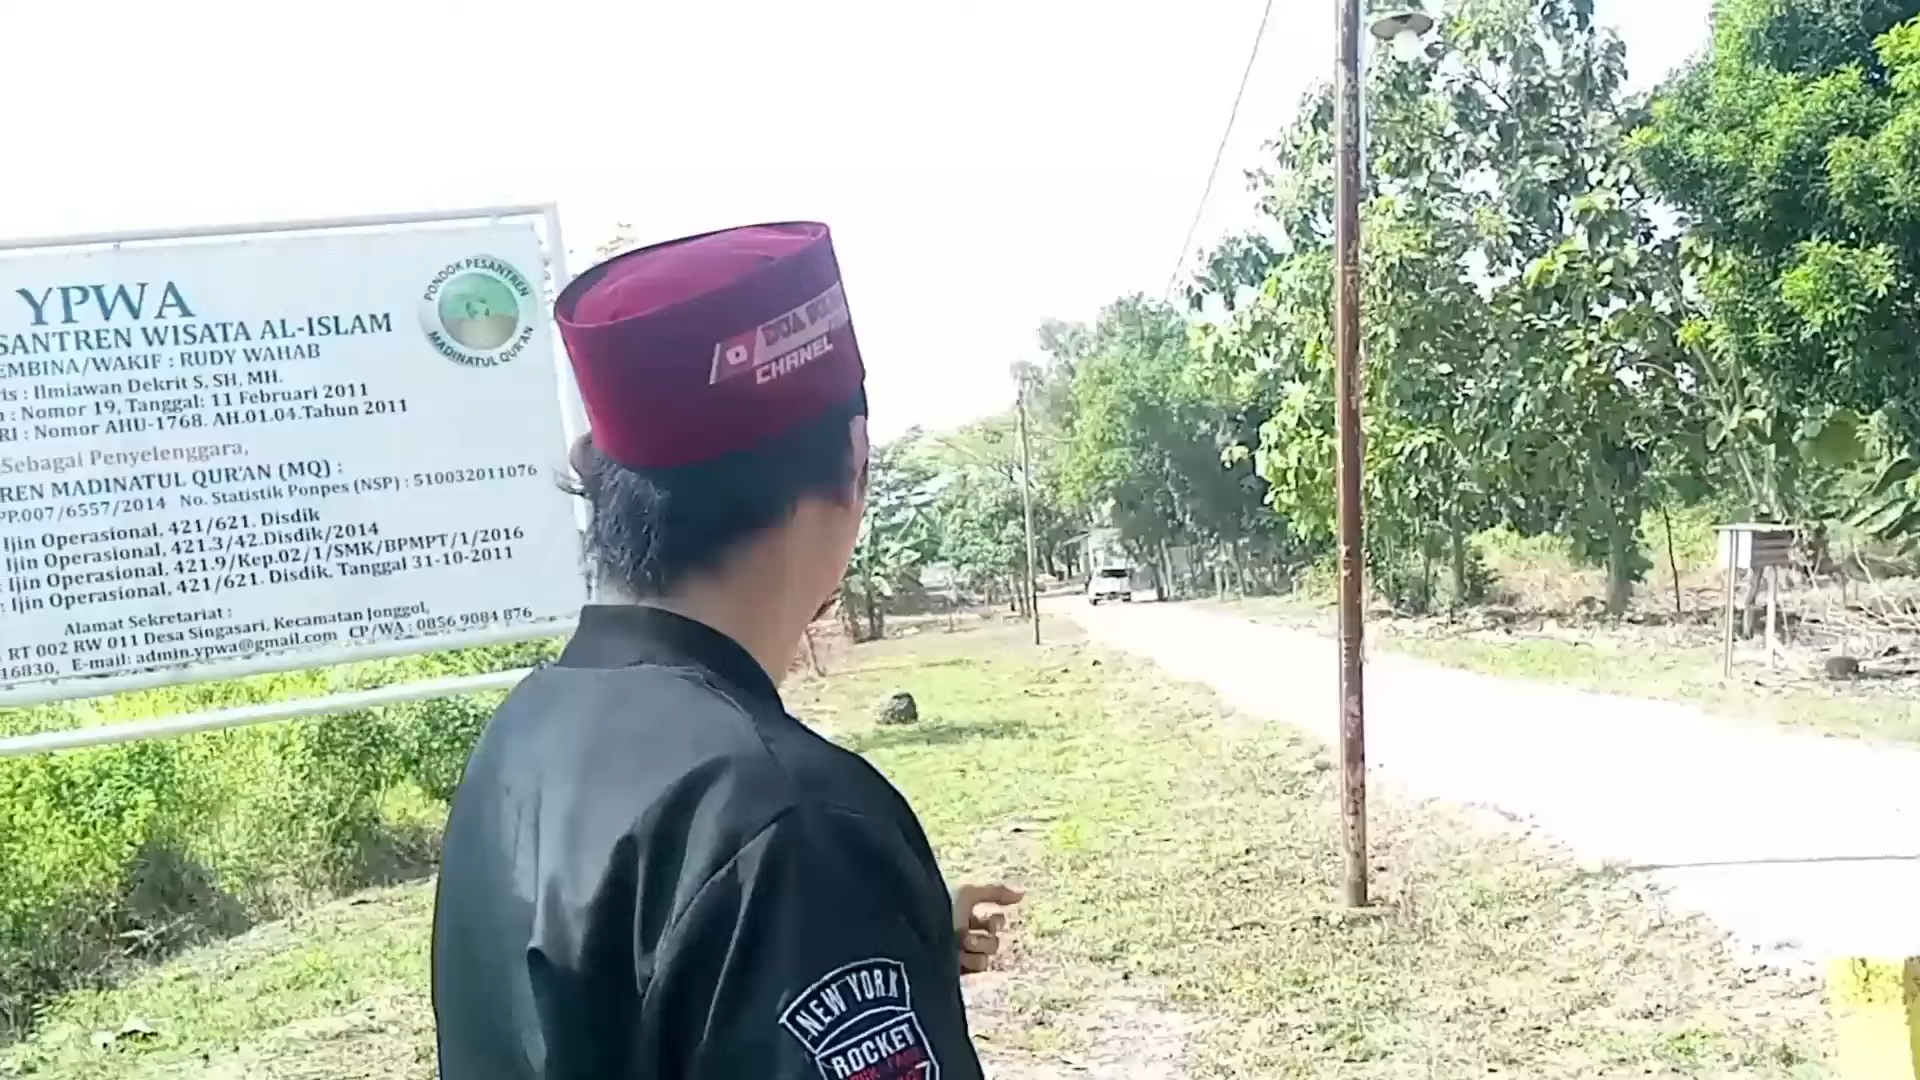 YPWA
SANTREN WISATA AL-ISLAM
EMBINA/WAKIF : RUDY WAHAB
is : Ilmiawan Dekrit S, SH, MH.
: Nomor 19, Tanggal: 11 Februari 2011
RI : Nomor AHU-1768. AH.01.04.Tahun 2011
Sebagai Penyelenggara,
REN MADINATUL QUR'AN (MQ) :
PP.007/6557/2014 No. Statistik Ponpes (NSP) : 510032011076
Ijin Operasional, 421/621. Disdik
Ijin Operasional, 421.3/42.Disdik/2014
: Ijin Operasional, 421.9/Kep.02/1/SMK/BPMPT/1/2016
: Ijin Operasional, 421/621. Disdik, Tanggal 31-10-2011
Alamat Sekretariat :
RT 002 RW 011 Desa Singasari, Kecamatan Jonggol,
16830, E-mail: admin.ypwa@gmail.com CP/WA : 0856 9084 876
PONDOK PESANTREN
MADINATUL QUR'AN
DUA
CHANEL
NEW YORK
ROCKET